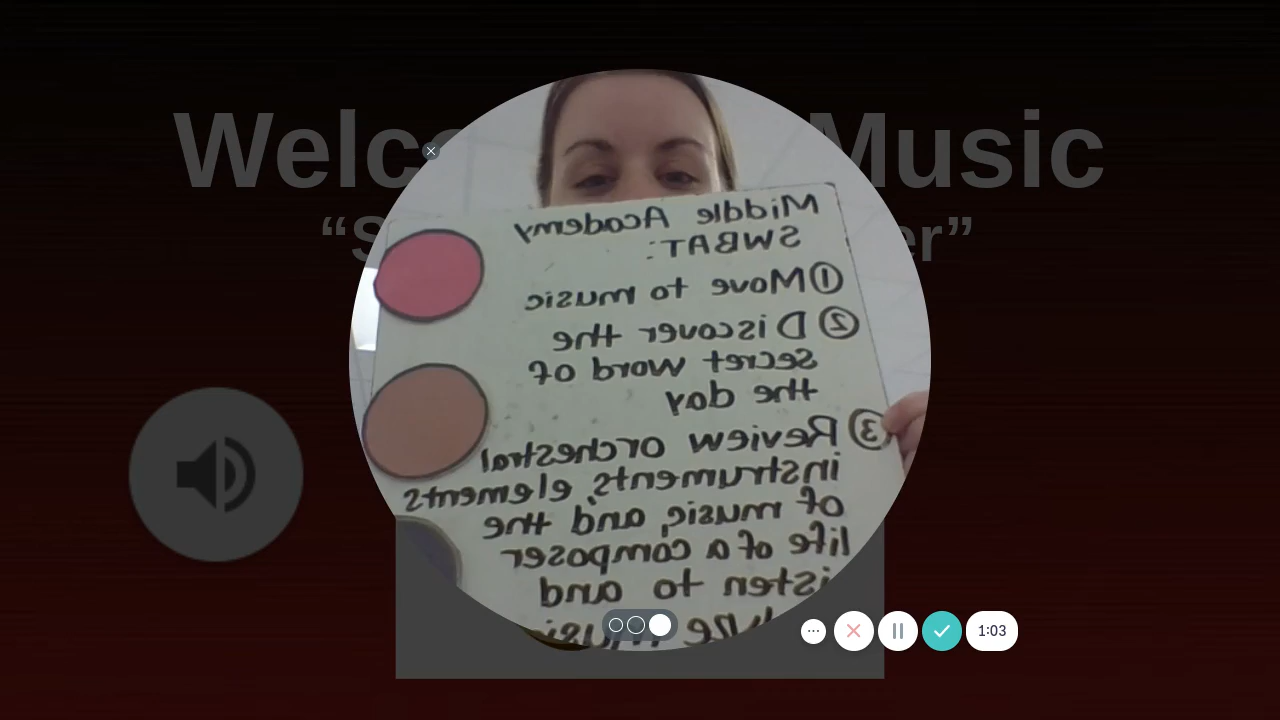 Welc Music
“S er”
Middle Academy
SWBAT:
① Move to music
② Discover the
secret word of
the day
③ Review orchestral
instruments, elements
of music, and the
life of a composer
isten to and
1:03